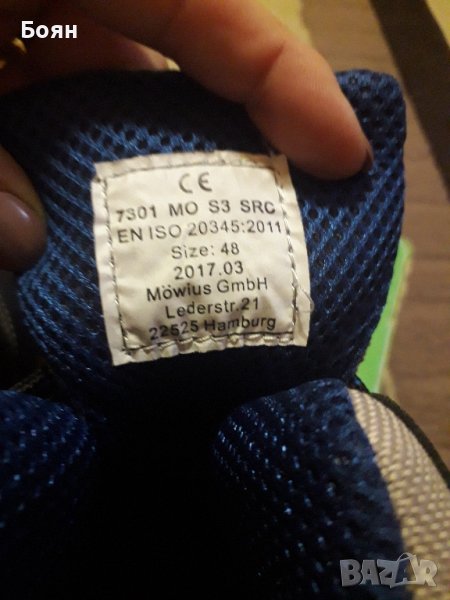 Боян
CE
7301 MO S3 SRC
EN ISO 20345:2011
Size: 48
2017.03
Möwius GmbH
Lederstr.21
22525 Hamburg
BAZAR